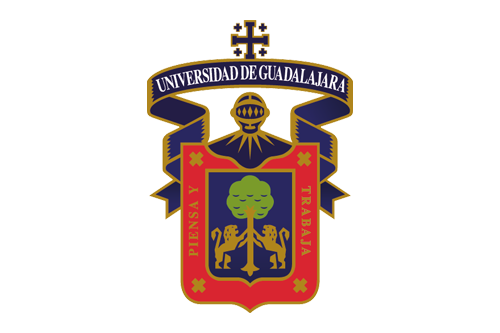 UNIVERSIDAD DE GUADALAJARA
PIENSA Y
TRABAJA